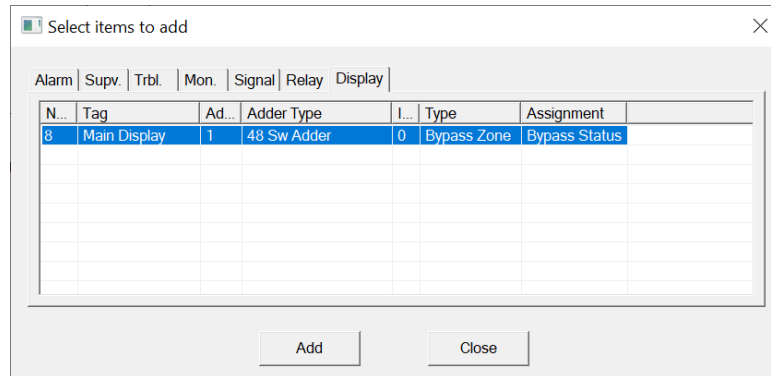 Select items to add
Alarm Supv. Trbl. Mon. Signal Relay Display
N... Tag Ad... Adder Type I... Type Assignment
8 Main Display 1 48 Sw Adder 0 Bypass Zone Bypass Status
Add Close